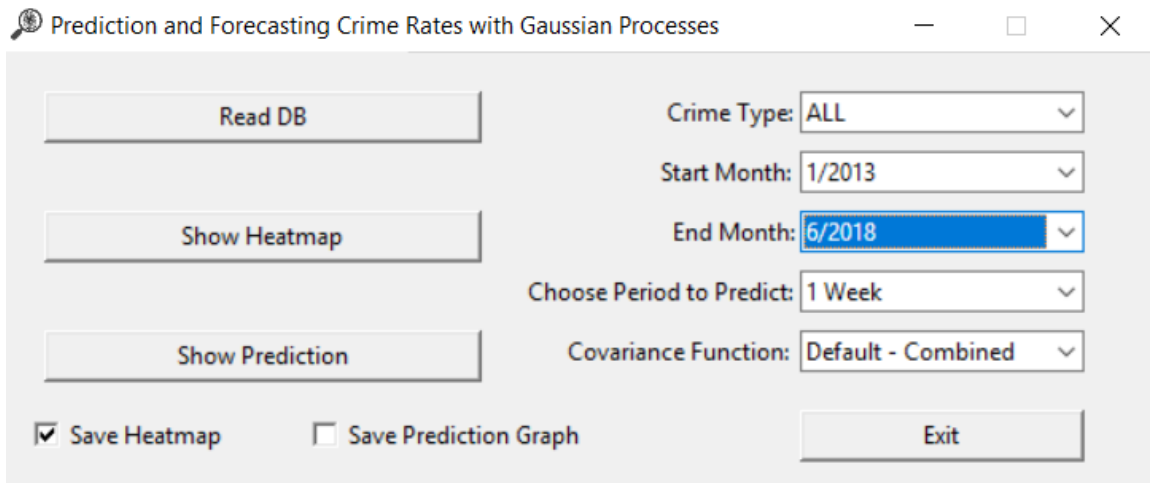 Prediction and Forecasting Crime Rates with Gaussian Processes
Read DB
Crime Type: ALL
Start Month: 1/2013
Show Heatmap
End Month: 6/2018
Choose Period to Predict: 1 Week
Show Prediction
Covariance Function: Default - Combined
Save Heatmap
Save Prediction Graph
Exit